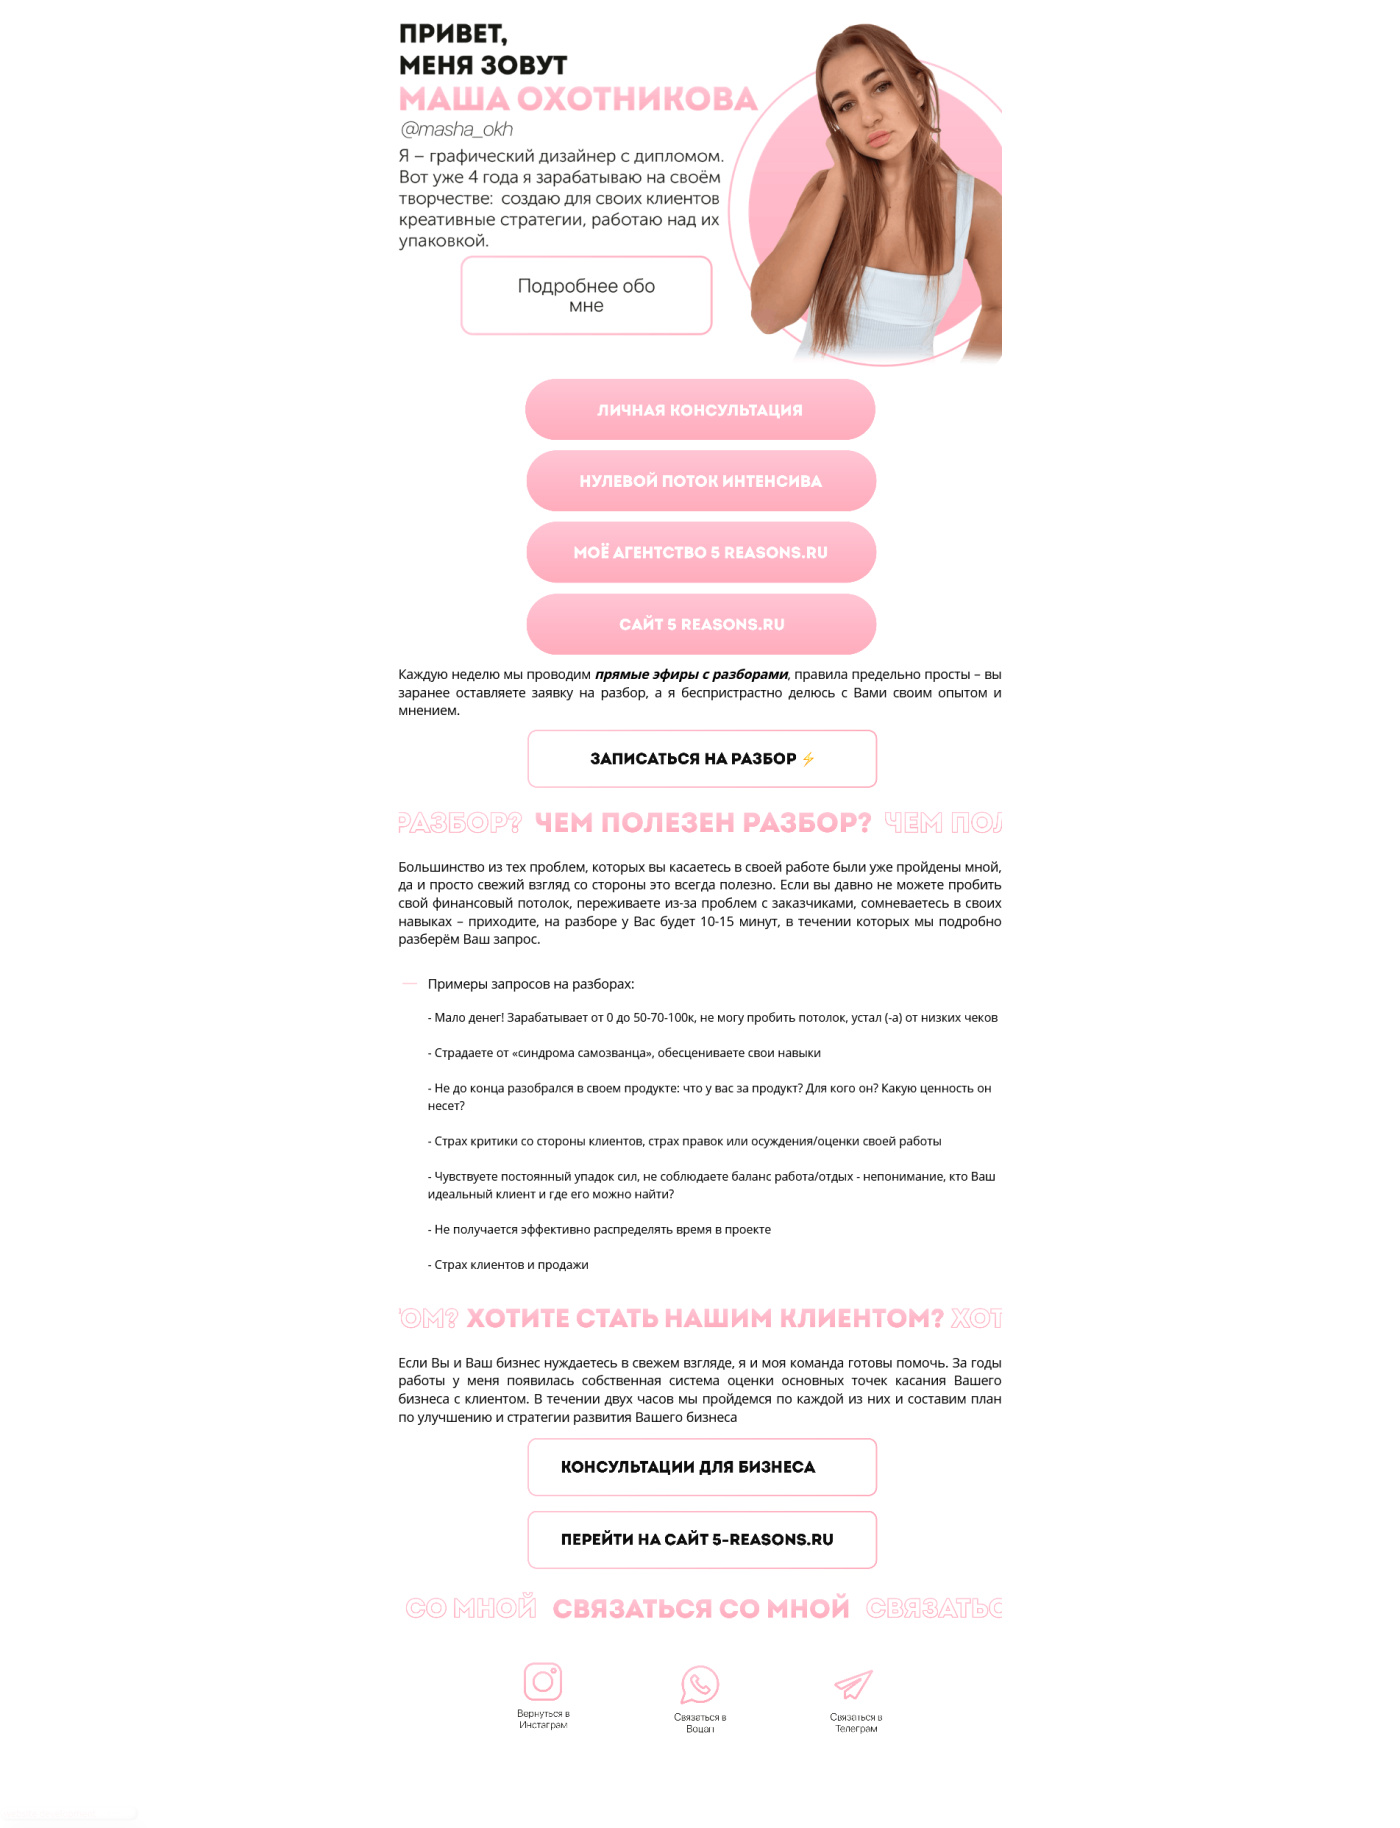 ПРИВЕТ,
МЕНЯ ЗОВУТ
МАША ОХОТНИКОВА
@masha_okh
Я – графический дизайнер с дипломом.
Вот уже 4 года я зарабатываю на своём
творчестве: создаю для своих клиентов
креативные стратегии, работаю над их
упаковкой.
Подробнее обо
мне
ЛИЧНАЯ КОНСУЛЬТАЦИЯ
НУЛЕВОЙ ПОТОК ИНТЕНСИВА
МОЁ АГЕНТСТВО 5 REASONS.RU
САЙТ 5 REASONS.RU
Каждую неделю мы проводим прямые эфиры с разборами, правила предельно просты – вы
заранее оставляете заявку на разбор, а я беспристрастно делюсь с Вами своим опытом и
мнением.
ЗАПИСАТЬСЯ НА РАЗБОР ⚡
РАЗБОР? ЧЕМ ПОЛЕЗЕН РАЗБОР? ЧЕМ ПОЛ
Большинство из тех проблем, которых вы касаетесь в своей работе были уже пройдены мной,
да и просто свежий взгляд со стороны это всегда полезно. Если вы давно не можете пробить
свой финансовый потолок, переживаете из-за проблем с заказчиками, сомневаетесь в своих
навыках – приходите, на разборе у Вас будет 10-15 минут, в течении которых мы подробно
разберём Ваш запрос.
Примеры запросов на разборах:
- Мало денег! Зарабатывает от 0 до 50-70-100к, не могу пробить потолок, устал (-а) от низких чеков
- Страдаете от «синдрома самозванца», обесцениваете свои навыки
- Не до конца разобрался в своем продукте: что у вас за продукт? Для кого он? Какую ценность он
несет?
- Страх критики со стороны клиентов, страх правок или осуждения/оценки своей работы
- Чувствуете постоянный упадок сил, не соблюдаете баланс работа/отдых - непонимание, кто Ваш
идеальный клиент и где его можно найти?
- Не получается эффективно распределять время в проекте
- Страх клиентов и продажи
ОМ? ХОТИТЕ СТАТЬ НАШИМ КЛИЕНТОМ? ХОТ
Если Вы и Ваш бизнес нуждаетесь в свежем взгляде, я и моя команда готовы помочь. За годы
работы у меня появилась собственная система оценки основных точек касания Вашего
бизнеса с клиентом. В течении двух часов мы пройдемся по каждой из них и составим план
по улучшению и стратегии развития Вашего бизнеса
КОНСУЛЬТАЦИИ ДЛЯ БИЗНЕСА
ПЕРЕЙТИ НА САЙТ 5-REASONS.RU
СО МНОЙ СВЯЗАТЬСЯ СО МНОЙ СВЯЗАТЬС
Вернуться в
Инстаграм
Связаться в
Воцап
Связаться в
Телеграм